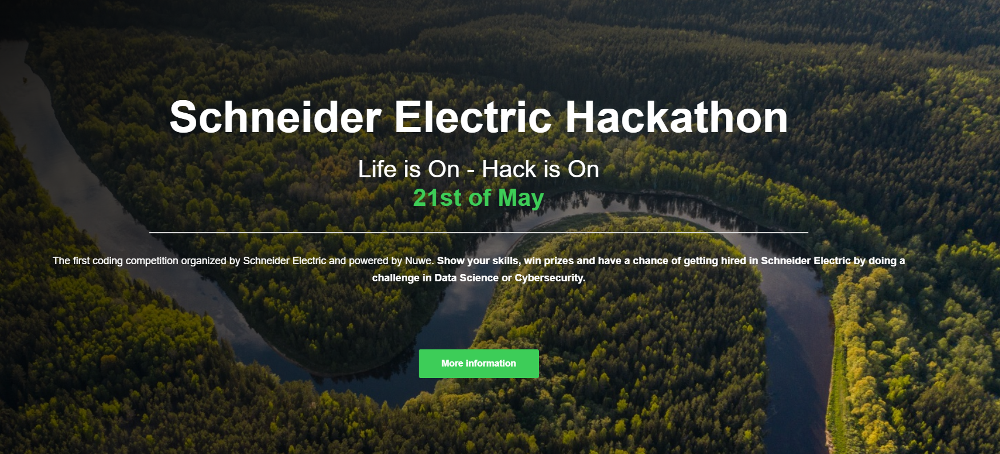 Schneider Electric Hackathon
Life is On - Hack is On
21st of May
The first coding competition organized by Schneider Electric and powered by Nuwe. Show your skills, win prizes and have a chance of getting hired in Schneider Electric by doing a
challenge in Data Science or Cybersecurity.
More information